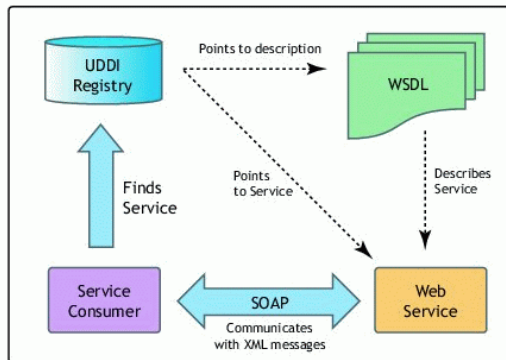 UDDI
Registry
Points to description
WSDL
Finds
Service
Points
to Service
Describes
Service
Service
Consumer
SOAP
Communicates
with XML messages
Web
Service